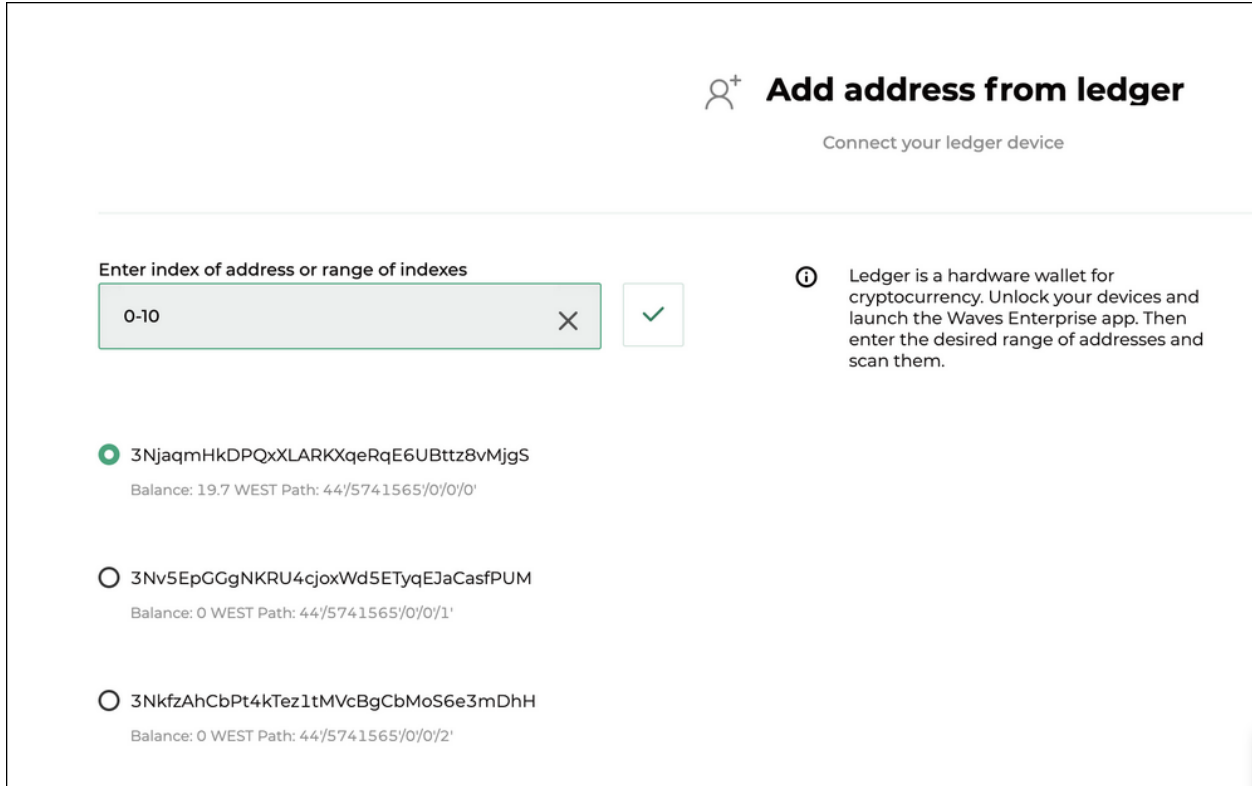 Add address from ledger
Connect your ledger device
Enter index of address or range of indexes
0-10
Ledger is a hardware wallet for
cryptocurrency. Unlock your devices and
launch the Waves Enterprise app. Then
enter the desired range of addresses and
scan them.
3NjaqmHkDPQxXLARKXqeRqE6UBttz8vMjgS
Balance: 19.7 WEST Path: 44'/5741565'/0'/0'/0'
3Nv5EpGGgNKRU4cjoxWd5ETyqEJaCasfPUM
Balance: 0 WEST Path: 44'/5741565'/0'/0'/1'
3NkfzAhCbPt4kTez1tMVcBgCbMoS6e3mDhH
Balance: 0 WEST Path: 44'/5741565'/0'/0'/2'